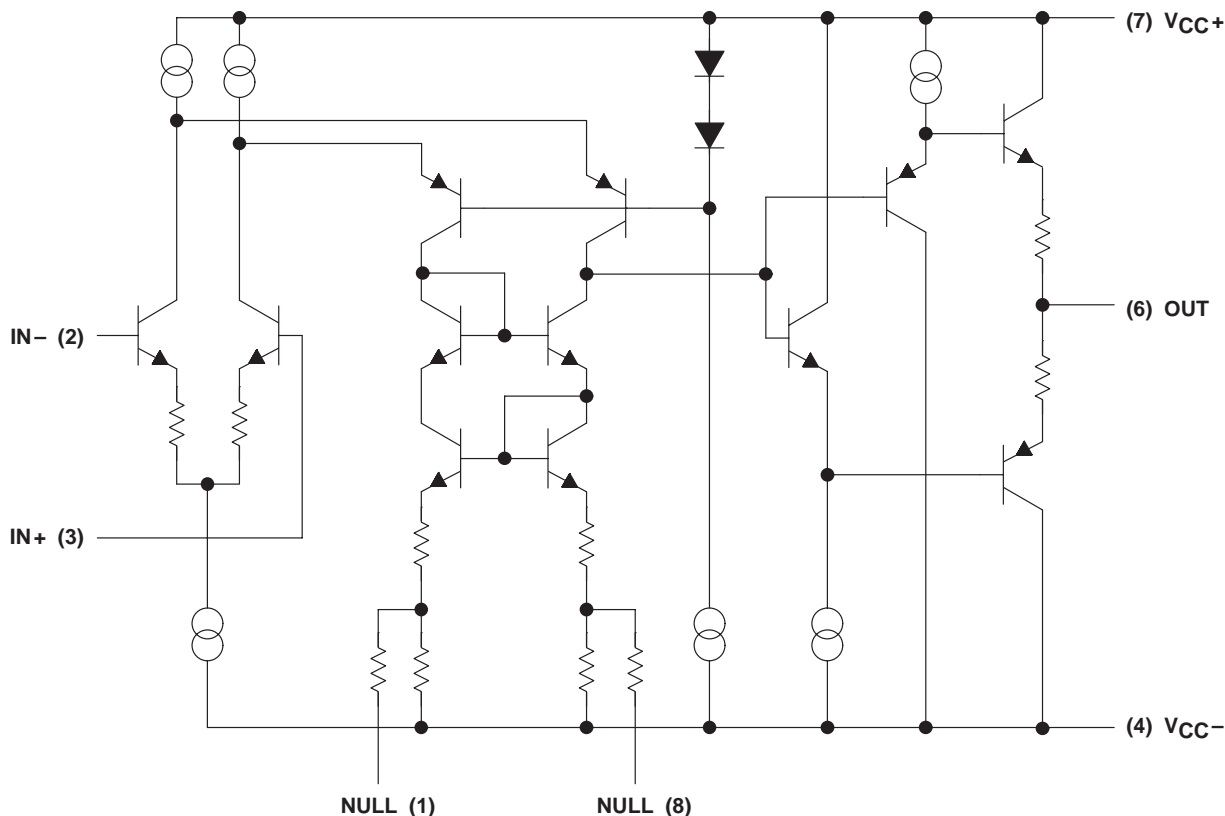 (7) VCC+
IN− (2)
(6) OUT
IN+ (3)
(4) VCC−
NULL (1)
NULL (8)